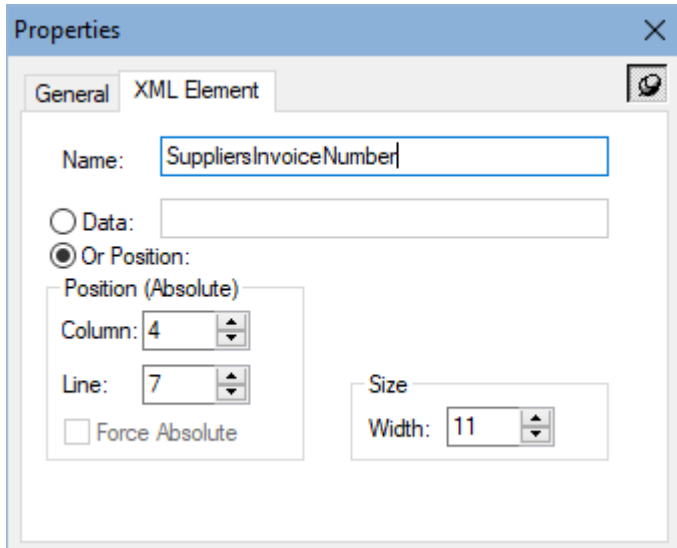 Properties
General XML Element
Name: SuppliersInvoiceNumber
Data:
Or Position:
Position (Absolute)
Column: 4
Line: 7
Size
Force Absolute
Width: 11